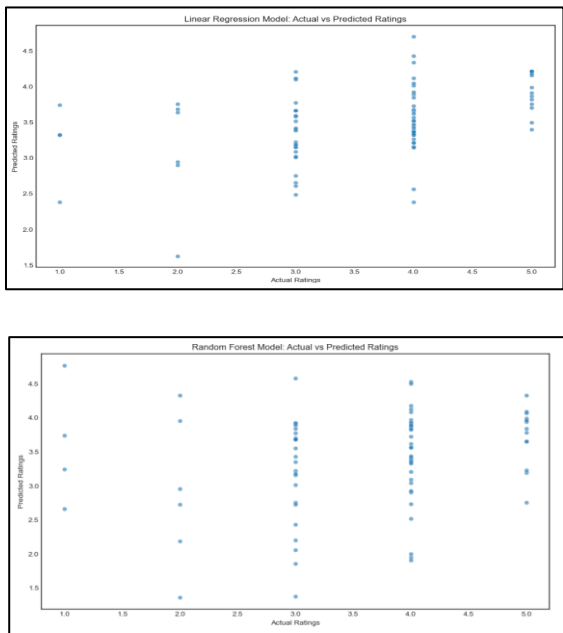 Linear Regression Model: Actual vs Predicted Ratings
4.5
4.0
3.5
3.0
2.5
2.0
1.5
Predicted Ratings
1.0 1.5 2.0 2.5 3.0 3.5 4.0 4.5 5.0
Actual Ratings
Random Forest Model: Actual vs Predicted Ratings
4.5
4.0
3.5
3.0
2.5
2.0
1.5
Predicted Ratings
1.0 1.5 2.0 2.5 3.0 3.5 4.0 4.5 5.0
Actual Ratings